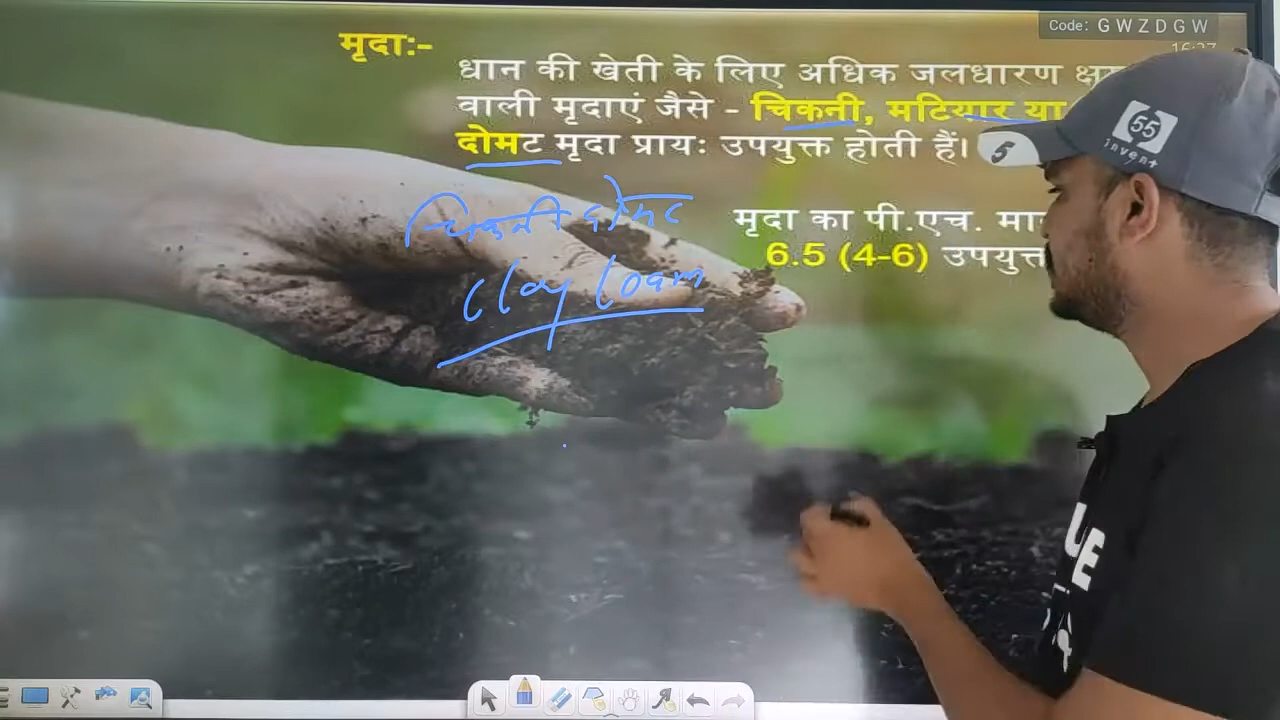 Code: G W Z D G W
मृदा:-
धान की खेती के लिए अधिक जलधारण
वाली मृदाएं जैसे - चिकनी, मटियार या
दोमट मृदा प्रायः उपयुक्त होती हैं।
चिकनी दोमट
Clay loam
मृदा का पी.एच.
6.5 (4-6) उपयुक्त
55
invent
5